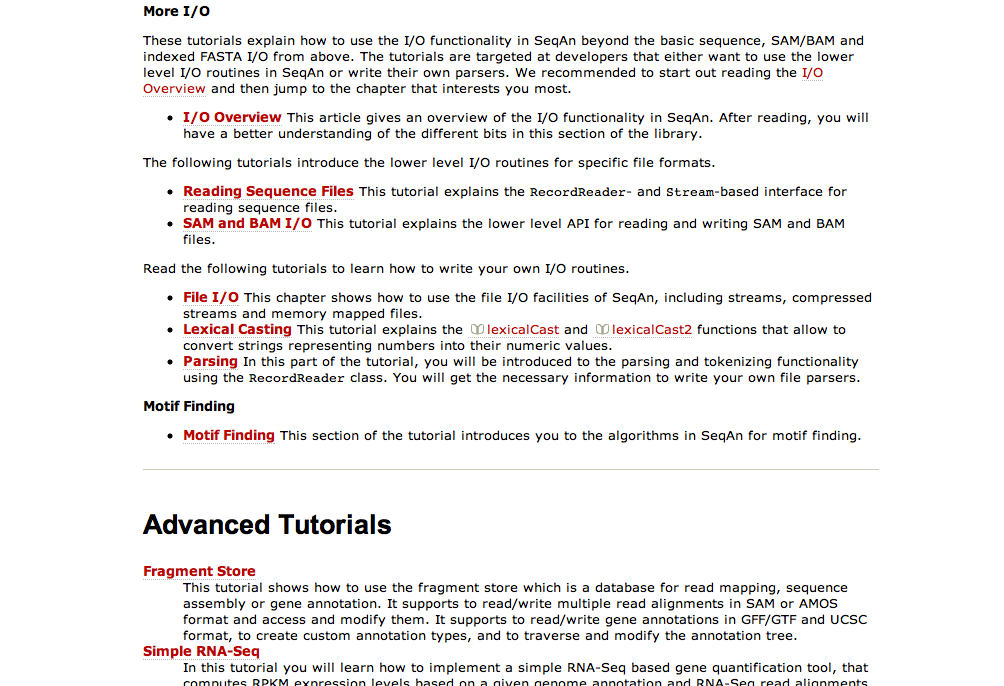 More I/O
These tutorials explain how to use the I/O functionality in SeqAn beyond the basic sequence, SAM/BAM and
indexed FASTA I/O from above. The tutorials are targeted at developers that either want to use the lower
level I/O routines in SeqAn or write their own parsers. We recommended to start out reading the I/O
Overview and then jump to the chapter that interests you most.
• I/O Overview This article gives an overview of the I/O functionality in SeqAn. After reading, you will
have a better understanding of the different bits in this section of the library.
The following tutorials introduce the lower level I/O routines for specific file formats.
• Reading Sequence Files This tutorial explains the RecordReader- and Stream-based interface for
reading sequence files.
• SAM and BAM I/O This tutorial explains the lower level API for reading and writing SAM and BAM
files.
Read the following tutorials to learn how to write your own I/O routines.
• File I/O This chapter shows how to use the file I/O facilities of SeqAn, including streams, compressed
streams and memory mapped files.
• Lexical Casting This tutorial explains the lexicalCast and lexicalCast2 functions that allow to
convert strings representing numbers into their numeric values.
• Parsing In this part of the tutorial, you will be introduced to the parsing and tokenizing functionality
using the RecordReader class. You will get the necessary information to write your own file parsers.
Motif Finding
• Motif Finding This section of the tutorial introduces you to the algorithms in SeqAn for motif finding.
Advanced Tutorials
Fragment Store
This tutorial shows how to use the fragment store which is a database for read mapping, sequence
assembly or gene annotation. It supports to read/write multiple read alignments in SAM or AMOS
format and access and modify them. It supports to read/write gene annotations in GFF/GTF and UCSC
format, to create custom annotation types, and to traverse and modify the annotation tree.
Simple RNA-Seq
In this tutorial you will learn how to implement a simple RNA-Seq based gene quantification tool, that
computes RPKM expression levels based on a given genome annotation and RNA-Seq read alignments